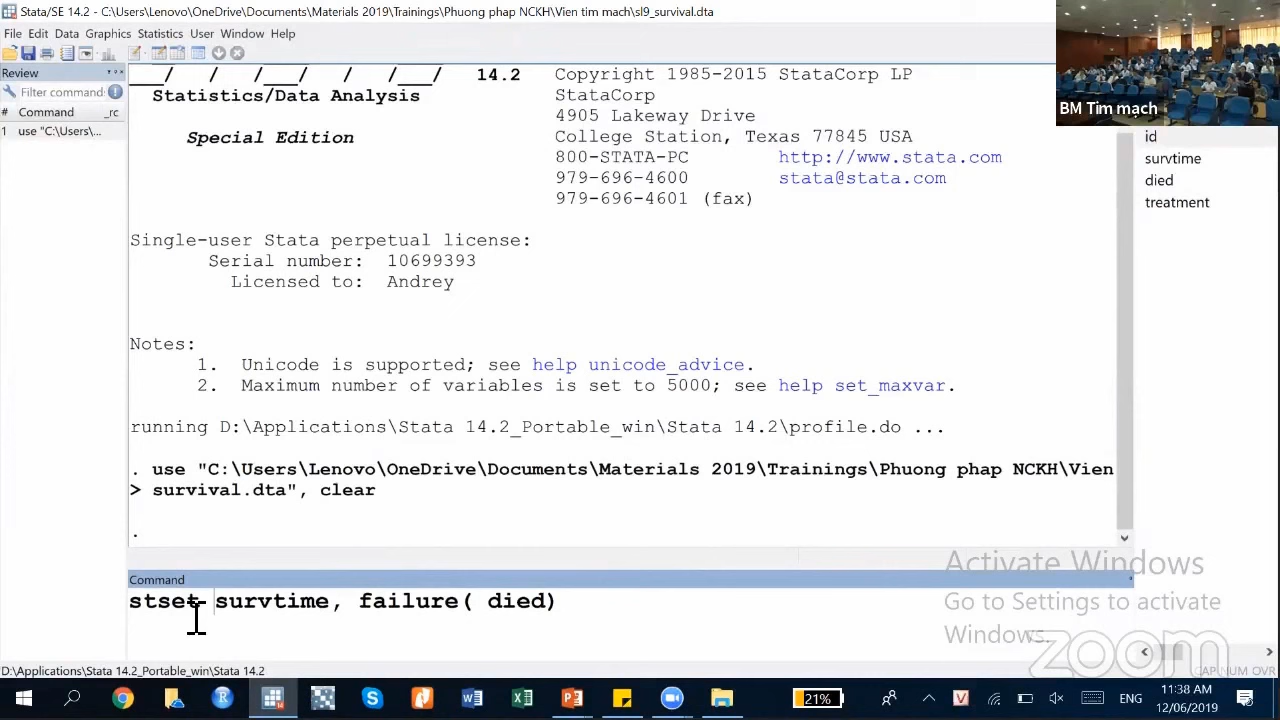 Stata/SE 14.2 - C:\Users\Lenovo\OneDrive\Documents\Materials 2019\Trainings\Phuong phap NCKH\Vien tim mach\sl9_survival.dta
File Edit Data Graphics Statistics User Window Help
Review
Filter command
# Command _rc
1 use "C:\Users\...
___/ / /___/ / /___/ 14.2 Copyright 1985-2015 StataCorp LP
Statistics/Data Analysis StataCorp
4905 Lakeway Drive
Special Edition College Station, Texas 77845 USA
800-STATA-PC http://www.stata.com
979-696-4600 stata@stata.com
979-696-4601 (fax)
Single-user Stata perpetual license:
Serial number: 10699393
Licensed to: Andrey
Notes:
1. Unicode is supported; see help unicode_advice.
2. Maximum number of variables is set to 5000; see help set_maxvar.
running D:\Applications\Stata 14.2_Portable_win\Stata 14.2\profile.do ...
. use "C:\Users\Lenovo\OneDrive\Documents\Materials 2019\Trainings\Phuong phap NCKH\Vien
> survival.dta", clear
.
Command
stset survtime, failure( died)
BM Tim mạch
id
survtime
died
treatment
Activate Windows
Go to Settings to activate
Windows.
zoom
D:\Applications\Stata 14.2_Portable_win\Stata 14.2
CAP NUM OVR
21%
ENG
11:38 AM
12/06/2019